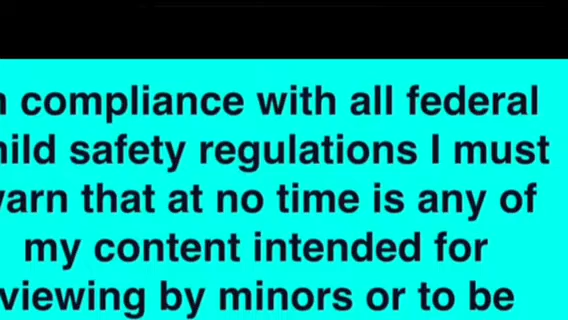 n compliance with all federal
hild safety regulations I must
warn that at no time is any of
my content intended for
viewing by minors or to be